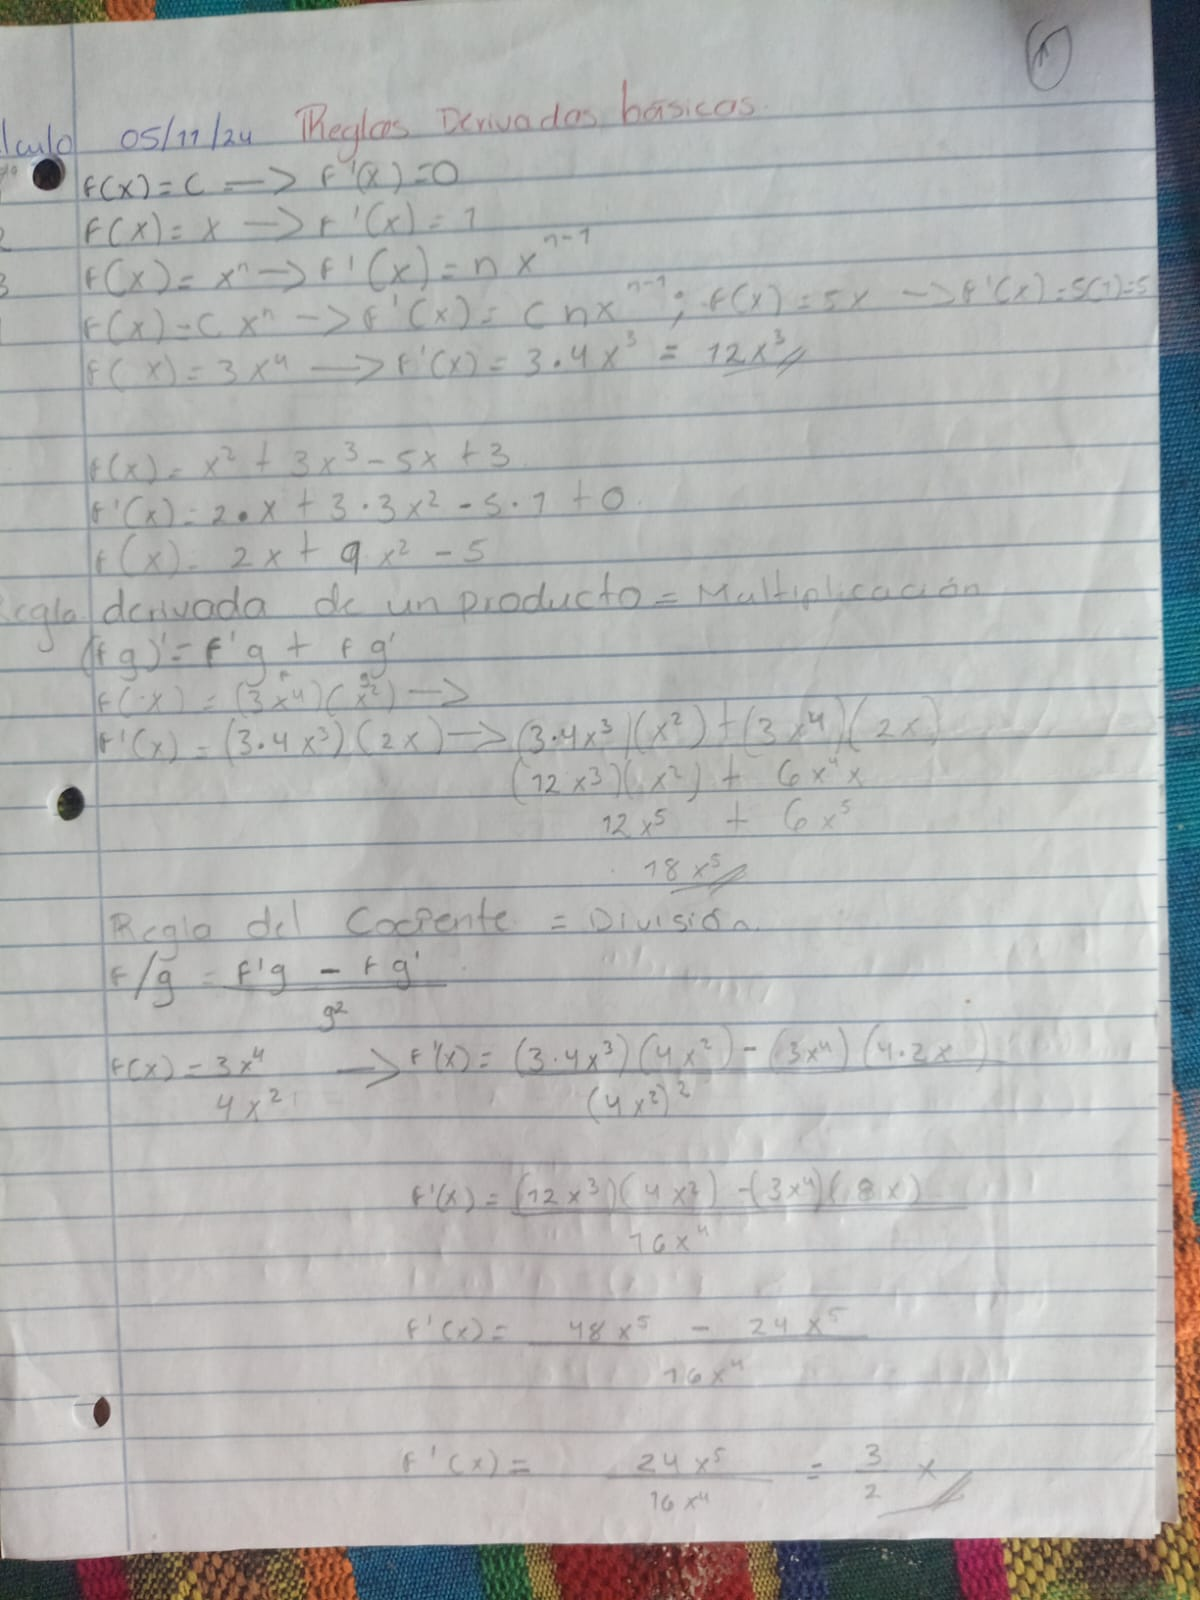 lculo 05/11/24 Reglas Derivadas básicas.
f(x) = c —> f'(x) = 0
2 f(x) = x —> f'(x) = 1
3 f(x) = xⁿ —> f'(x) = n xⁿ⁻¹
f(x) = c xⁿ —> f'(x) = c n xⁿ⁻¹ ; f(x) = 5x —> f'(x) = 5(1) = 5
f(x) = 3x⁴ —> f'(x) = 3·4x³ = 12x³
f(x) = x² + 3x³ - 5x + 3
f'(x) = 2·x + 3·3x² - 5·1 + 0
f(x) = 2x + 9x² - 5
Regla derivada de un producto = Multiplicación
(fg)' = f'g + fg'
f g
f(x) = (3x⁴)(x²) —>
f'(x) = (3·4x³)(2x) —> (3·4x³)(x²) + (3x⁴)(2x)
(12x³)(x²) + 6x⁴x
12x⁵ + 6x⁵
18x⁵
Regla del Cociente = División.
f/g = f'g - fg'
g²
f(x) = 3x⁴ —> f'(x) = (3·4x³)(4x²) - (3x⁴)(4·2x)
4x² (4x²)²
f'(x) = (12x³)(4x²) - (3x⁴)(8x)
16x⁴
f'(x) = 48x⁵ - 24x⁵
16x⁴
f'(x) = 24x⁵ = 3 x
16x⁴ 2